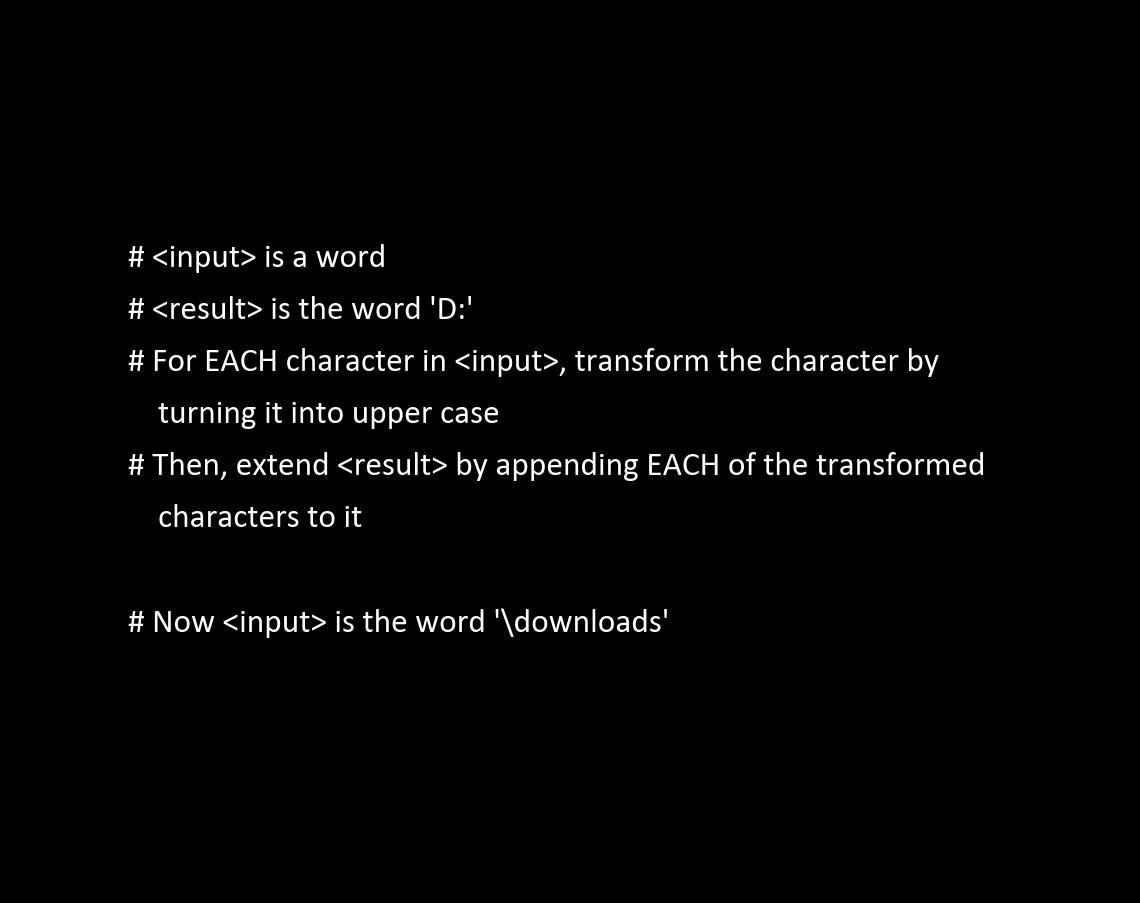 # <input> is a word
# <result> is the word 'D:'
# For EACH character in <input>, transform the character by
turning it into upper case
# Then, extend <result> by appending EACH of the transformed
characters to it
# Now <input> is the word '\downloads'